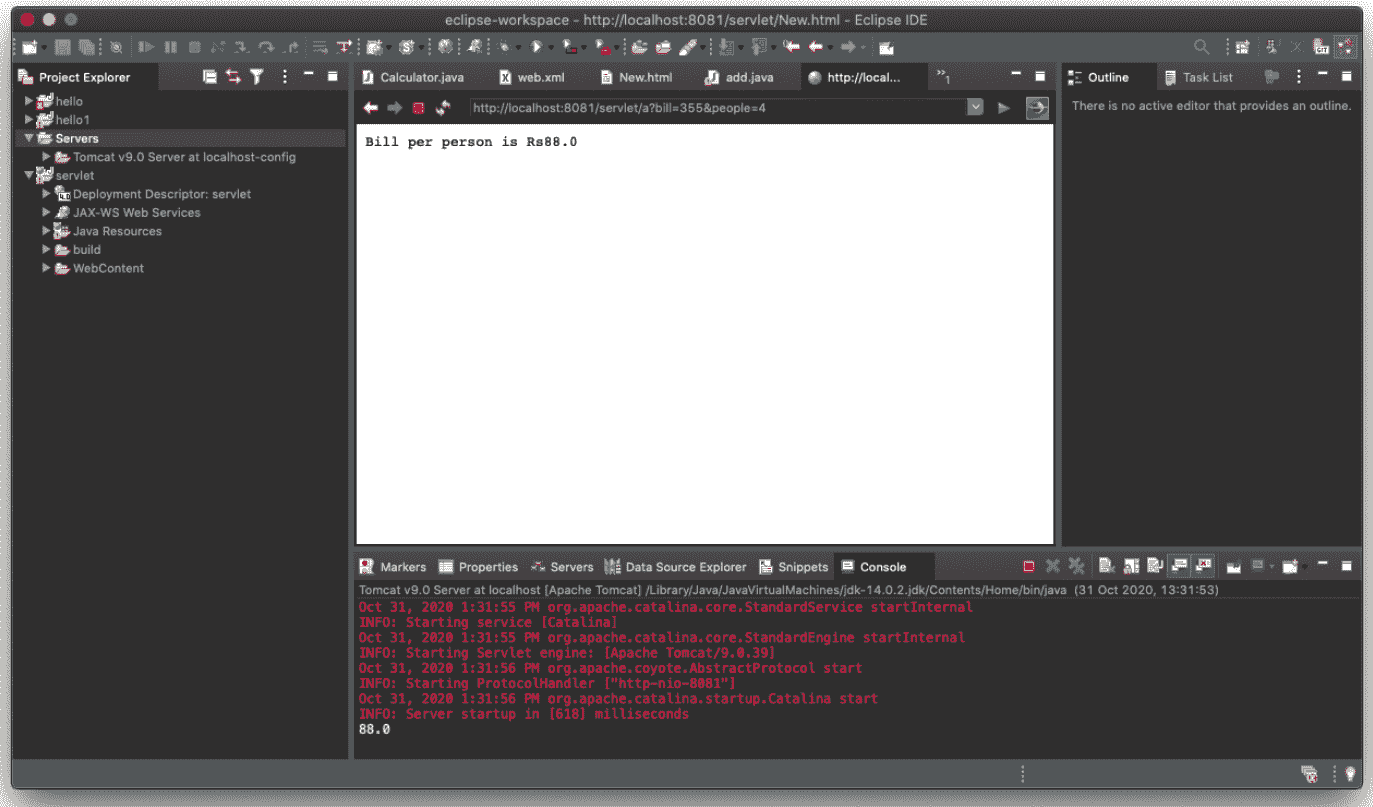 eclipse-workspace - http://localhost:8081/servlet/New.html - Eclipse IDE
Project Explorer
hello
hello1
Servers
Tomcat v9.0 Server at localhost-config
servlet
Deployment Descriptor: servlet
JAX-WS Web Services
Java Resources
build
WebContent
Calculator.java web.xml New.html add.java http://local... »1
http://localhost:8081/servlet/a?bill=355&people=4
Bill per person is Rs88.0
Outline Task List
There is no active editor that provides an outline.
Markers Properties Servers Data Source Explorer Snippets Console
Tomcat v9.0 Server at localhost [Apache Tomcat] /Library/Java/JavaVirtualMachines/jdk-14.0.2.jdk/Contents/Home/bin/java (31 Oct 2020, 13:31:53)
Oct 31, 2020 1:31:55 PM org.apache.catalina.core.StandardService startInternal
INFO: Starting service [Catalina]
Oct 31, 2020 1:31:55 PM org.apache.catalina.core.StandardEngine startInternal
INFO: Starting Servlet engine: [Apache Tomcat/9.0.39]
Oct 31, 2020 1:31:56 PM org.apache.coyote.AbstractProtocol start
INFO: Starting ProtocolHandler ["http-nio-8081"]
Oct 31, 2020 1:31:56 PM org.apache.catalina.startup.Catalina start
INFO: Server startup in [618] milliseconds
88.0